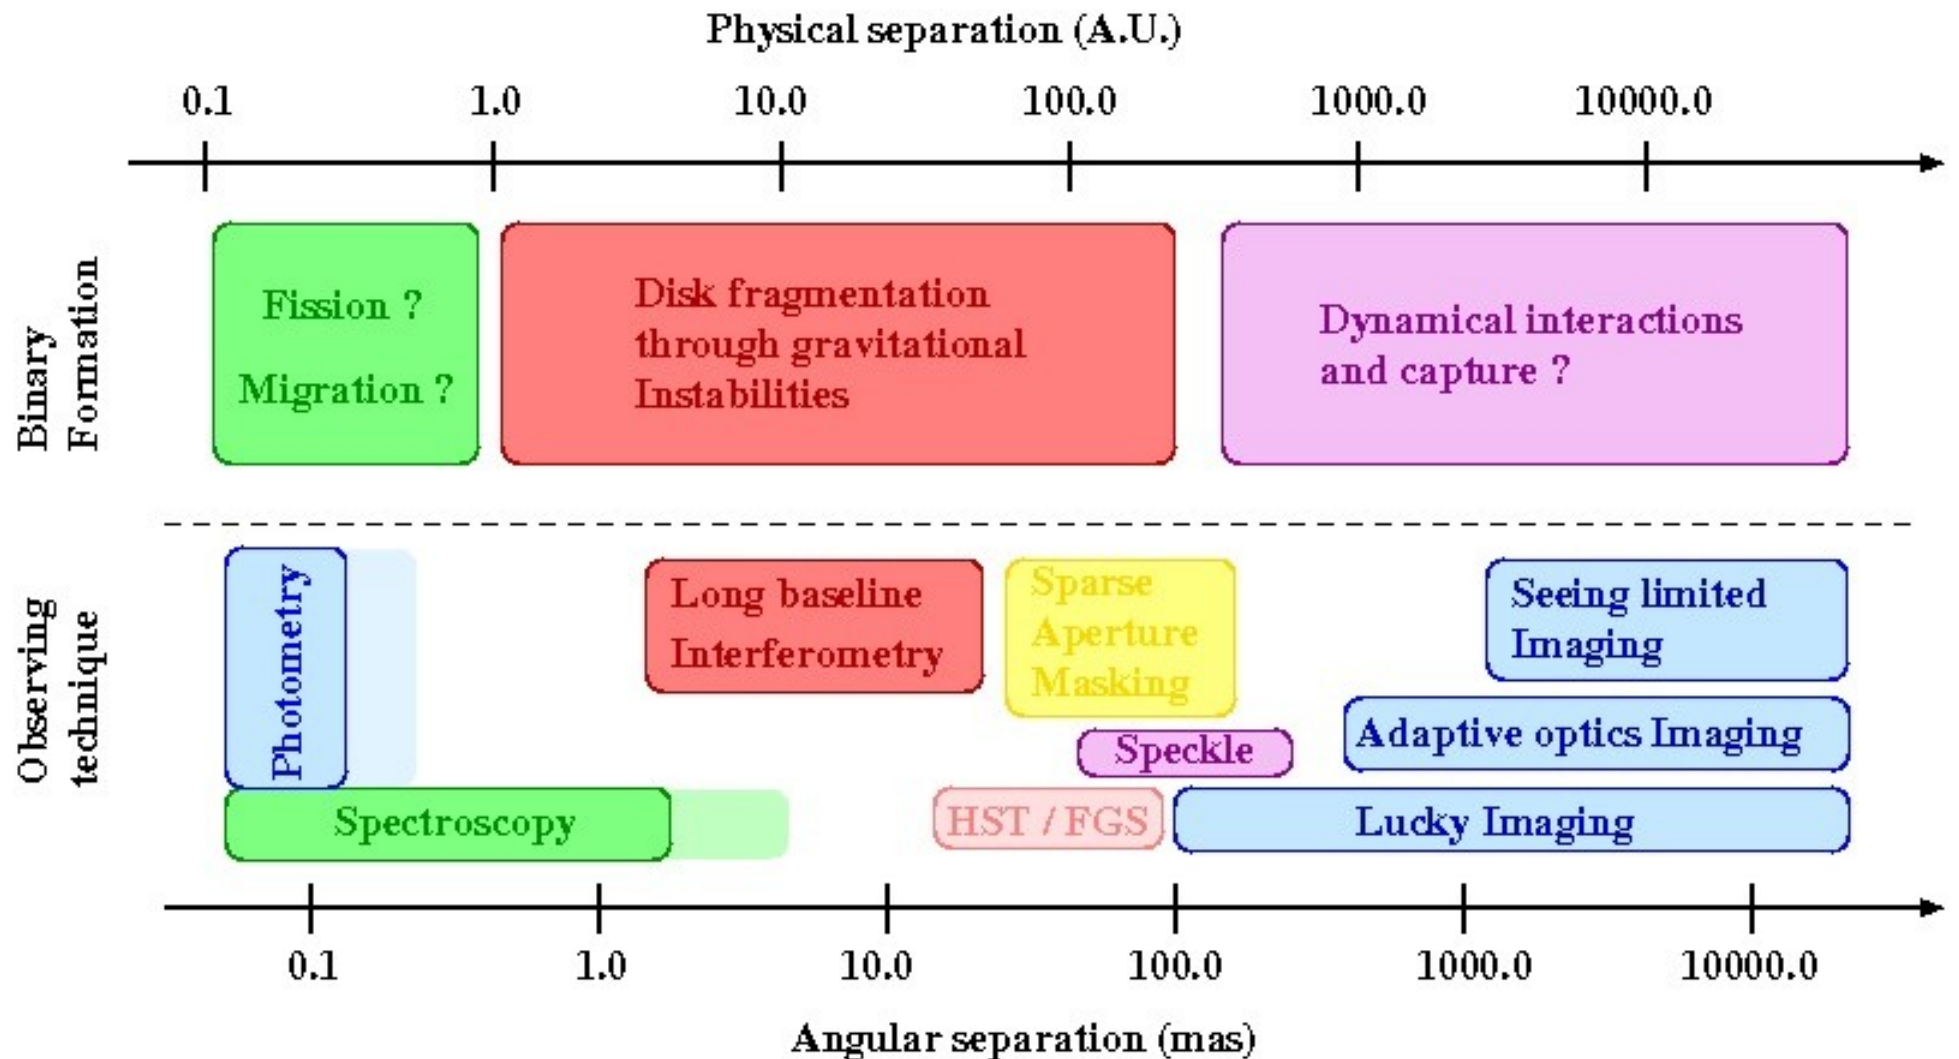 Physical separation (A.U.)
0.1 1.0 10.0 100.0 1000.0 10000.0
Binary
Formation
Fission ?
Migration ?
Disk fragmentation
through gravitational
Instabilities
Dynamical interactions
and capture ?
Observing
technique
Photometry
Long baseline
Interferometry
Sparse
Aperture
Masking
Seeing limited
Imaging
Speckle
Adaptive optics Imaging
Spectroscopy
HST / FGS
Lucky Imaging
0.1 1.0 10.0 100.0 1000.0 10000.0
Angular separation (mas)